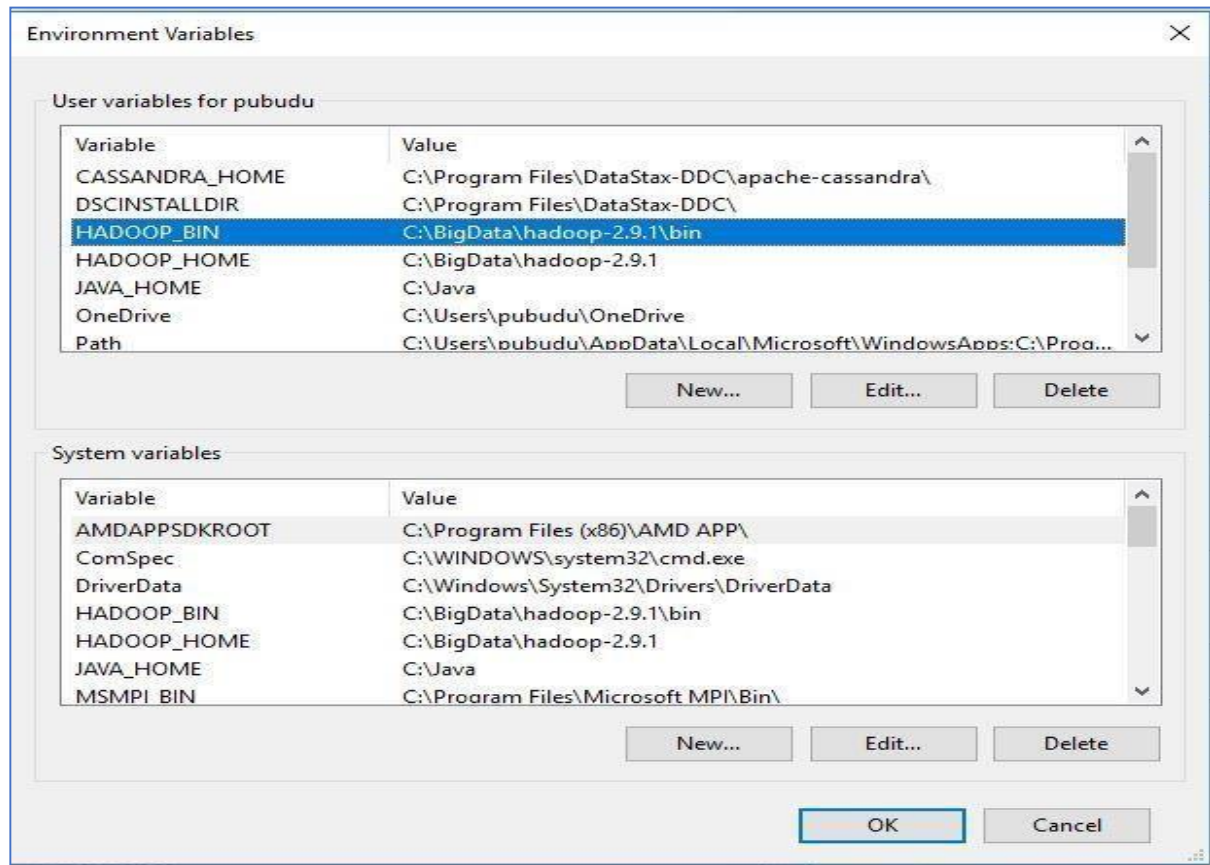 Environment Variables
User variables for pubudu
Variable Value
CASSANDRA_HOME C:\Program Files\DataStax-DDC\apache-cassandra\
DSCINSTALLDIR C:\Program Files\DataStax-DDC\
HADOOP_BIN C:\BigData\hadoop-2.9.1\bin
HADOOP_HOME C:\BigData\hadoop-2.9.1
JAVA_HOME C:\Java
OneDrive C:\Users\pubudu\OneDrive
Path C:\Users\pubudu\AppData\Local\Microsoft\WindowsApps;C:\Prog...
New... Edit... Delete
System variables
Variable Value
AMDAPPSDKROOT C:\Program Files (x86)\AMD APP\
ComSpec C:\WINDOWS\system32\cmd.exe
DriverData C:\Windows\System32\Drivers\DriverData
HADOOP_BIN C:\BigData\hadoop-2.9.1\bin
HADOOP_HOME C:\BigData\hadoop-2.9.1
JAVA_HOME C:\Java
MSMPI_BIN C:\Program Files\Microsoft MPI\Bin\
New... Edit... Delete
OK Cancel